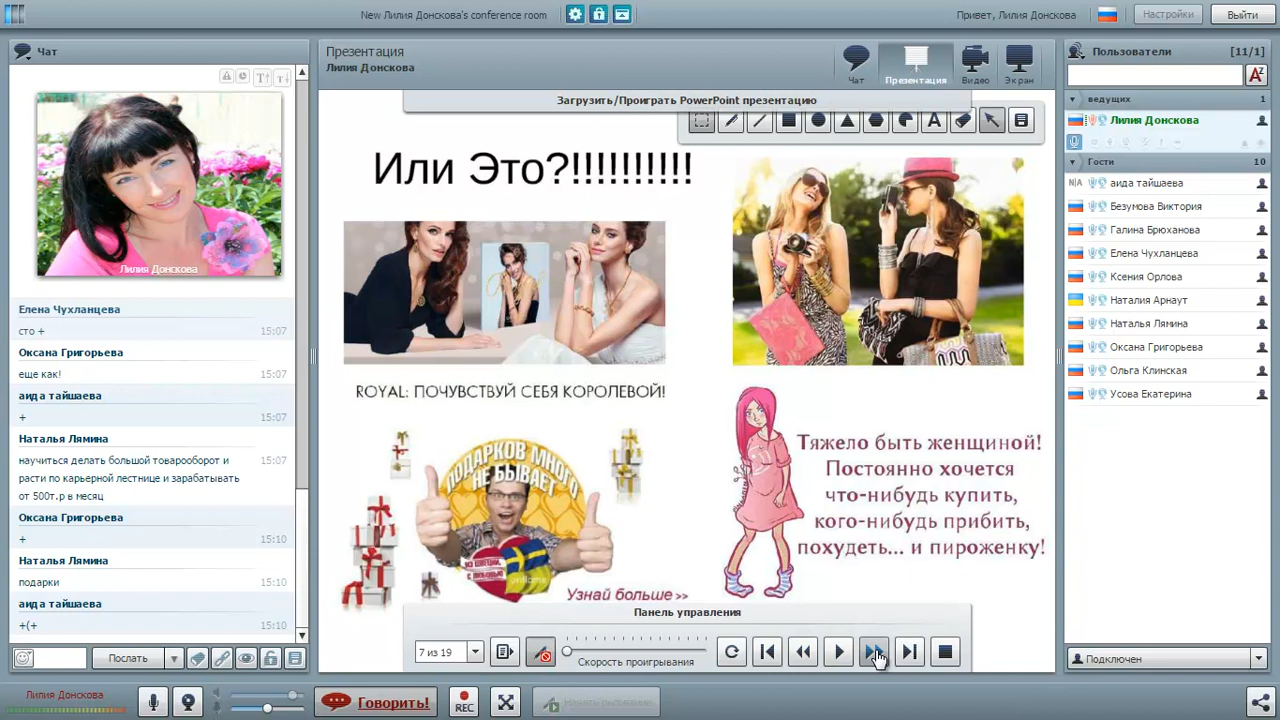 New Лилия Донскова's conference room
Привет, Лилия Донскова
Настройки
Выйти
Чат
T↑ T↓
Лилия Донскова
Елена Чухланцева
сто +
15:07
Оксана Григорьева
еще как!
15:07
аида тайшаева
+
15:07
Наталья Лямина
научиться делать большой товарооборот и
15:07
расти по карьерной лестнице и зарабатывать
от 500т.р в месяц
Оксана Григорьева
+
15:10
Наталья Лямина
подарки
15:10
аида тайшаева
+(+
15:10
Послать
Презентация
Лилия Донскова
Чат
Презентация
Видео
Экран
Загрузить/Проиграть PowerPoint презентацию
A
Или Это?!!!!!!!!!!!
ROYAL: ПОЧУВСТВУЙ СЕБЯ КОРОЛЕВОЙ!
ПОДАРКОВ МНОГО
НЕ БЫВАЕТ
ИЗ ШВЕЦИИ,
С ЛЮБОВЬЮ
oriflame
Узнай больше >>
Тяжело быть женщиной!
Постоянно хочется
что-нибудь купить,
кого-нибудь прибить,
похудеть... и пироженку!
Панель управления
7 из 19
Скорость проигрывания
Пользователи
[11/1]
AZ
ведущих
1
Лилия Донскова
Гости
10
N/A
аида тайшаева
Безумова Виктория
Галина Брюханова
Елена Чухланцева
Ксения Орлова
Наталия Арнаут
Наталья Лямина
Оксана Григорьева
Ольга Клинская
Усова Екатерина
Подключен
Лилия Донскова
Говорить!
REC
Начать рисование